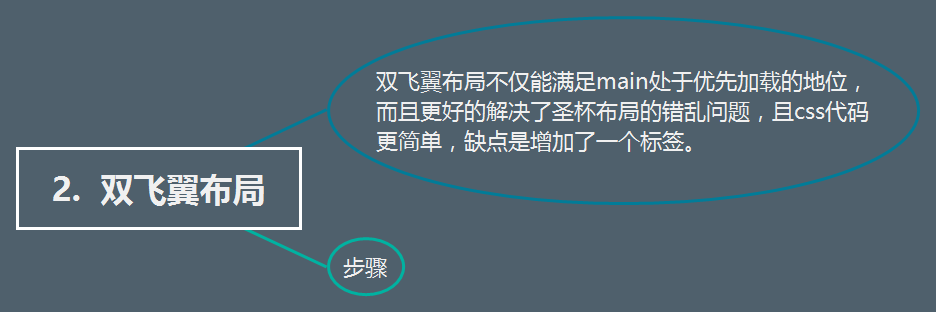 双飞翼布局不仅能满足main处于优先加载的地位，
而且更好的解决了圣杯布局的错乱问题，且css代码
更简单，缺点是增加了一个标签。
2. 双飞翼布局
步骤